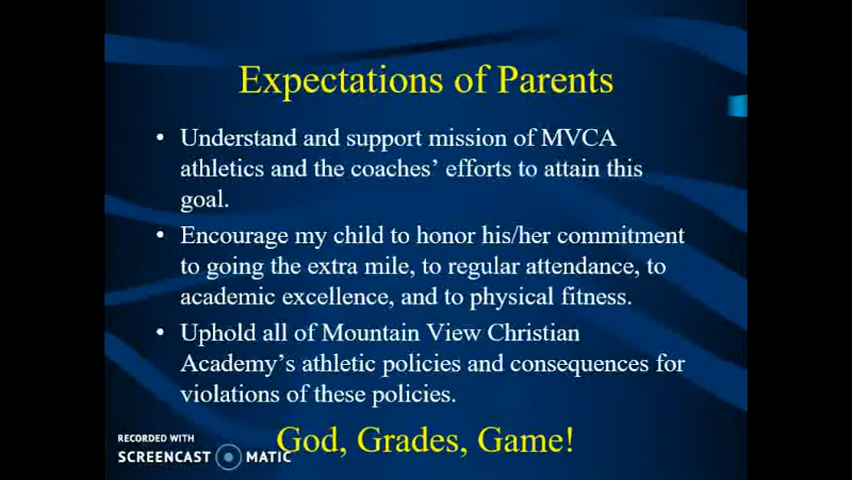 Expectations of Parents
• Understand and support mission of MVCA
athletics and the coaches’ efforts to attain this
goal.
• Encourage my child to honor his/her commitment
to going the extra mile, to regular attendance, to
academic excellence, and to physical fitness.
• Uphold all of Mountain View Christian
Academy’s athletic policies and consequences for
violations of these policies.
God, Grades, Game!
RECORDED WITH
SCREENCAST MATIC